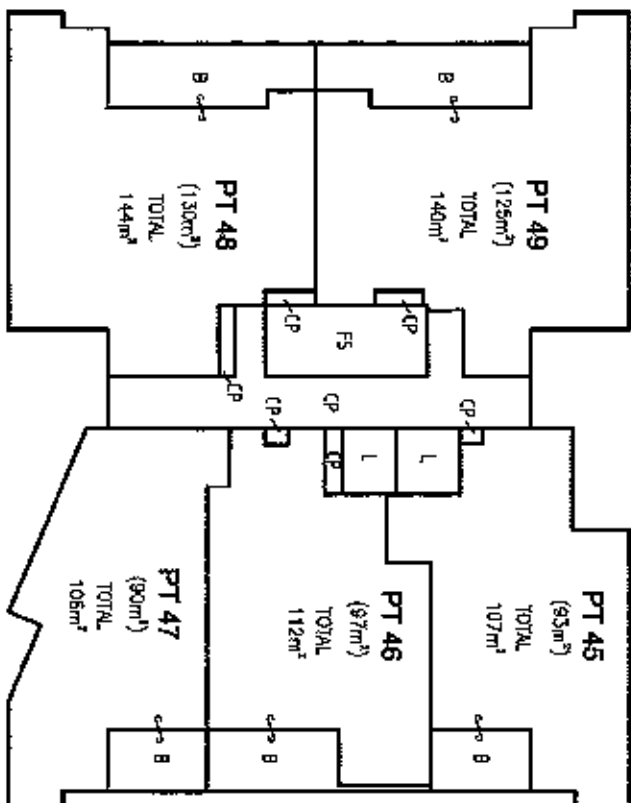 B
PT 49
(125m²)
TOTAL
140m²
CP
FS
CP
L
PT 45
(93m²)
TOTAL
107m²
B
B
PT 48
(130m²)
TOTAL
144m²
CP
CP
CP
CP
L
CP
PT 46
(97m²)
TOTAL
112m²
B
PT 47
(90m²)
TOTAL
106m²
B